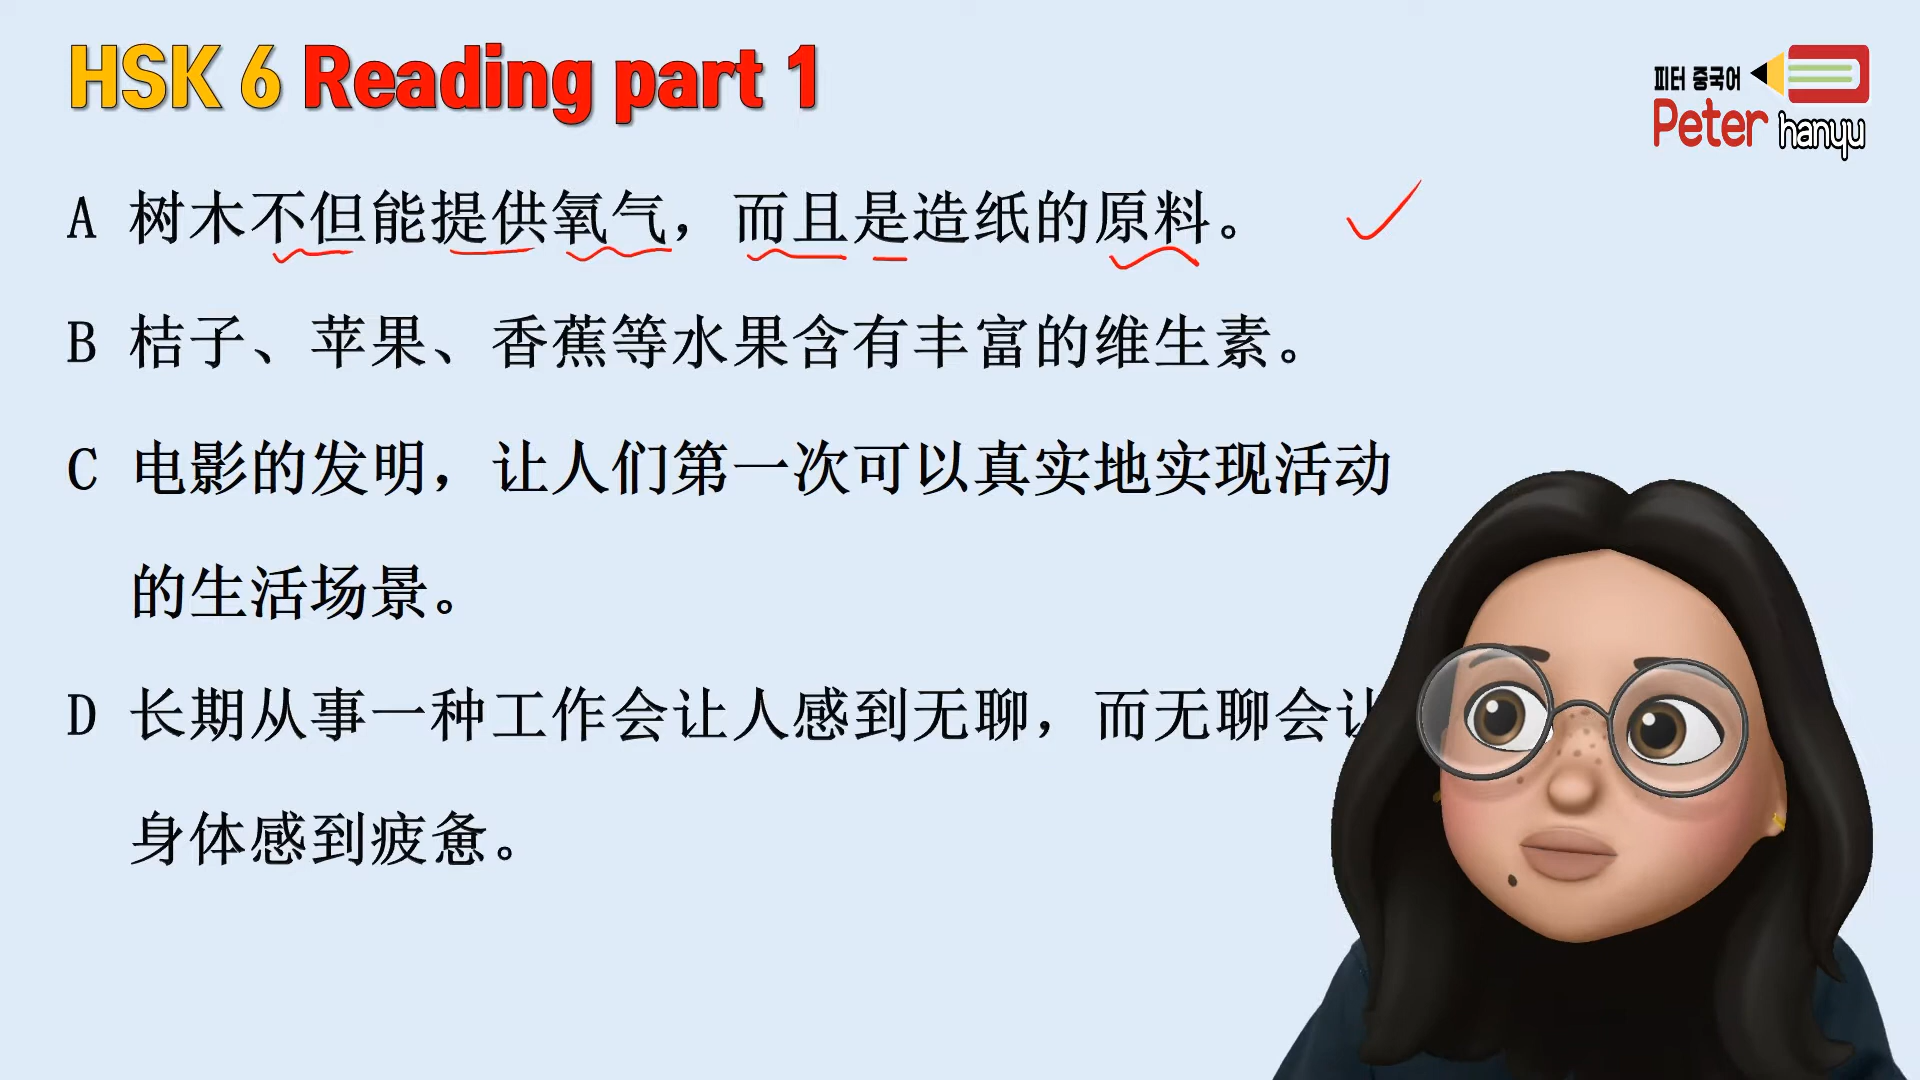 HSK 6 Reading part 1
피터 중국어
Peter hanyu
A 树木不但能提供氧气，而且是造纸的原料。
B 桔子、苹果、香蕉等水果含有丰富的维生素。
C 电影的发明，让人们第一次可以真实地实现活动
的生活场景。
D 长期从事一种工作会让人感到无聊，而无聊会
身体感到疲惫。